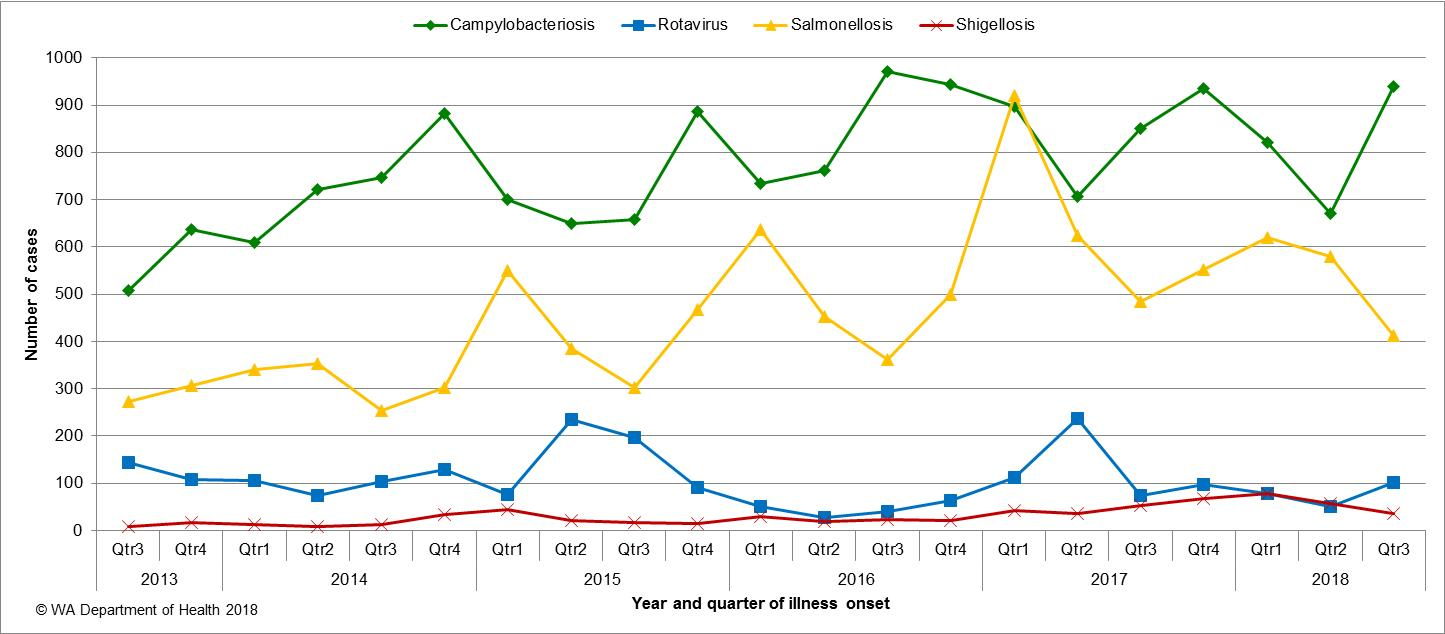 Campylobacteriosis Rotavirus Salmonellosis Shigellosis
1000
900
800
700
600
500
400
300
200
100
0
Number of cases
Qtr3 Qtr4 Qtr1 Qtr2 Qtr3 Qtr4 Qtr1 Qtr2 Qtr3 Qtr4 Qtr1 Qtr2 Qtr3 Qtr4 Qtr1 Qtr2 Qtr3 Qtr4 Qtr1 Qtr2 Qtr3
2013 2014 2015 2016 2017 2018
Year and quarter of illness onset
© WA Department of Health 2018